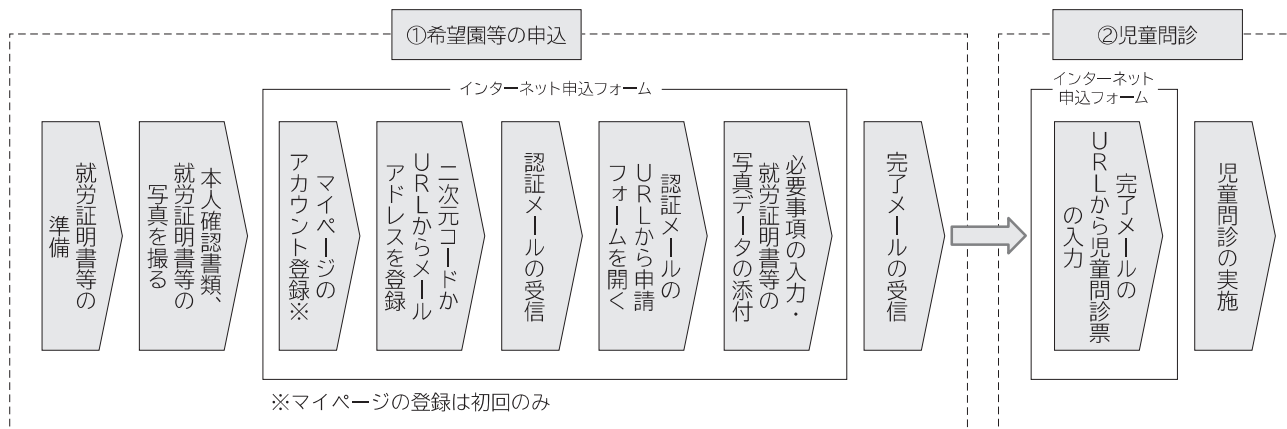 ①希望園等の申込
インターネット申込フォーム
就労証明書等の
準備
本人確認書類、
就労証明書等の
写真を撮る
マイページの
アカウント登録※
二次元コードか
URLからメール
アドレスを登録
認証メールの受信
認証メールの
URLから申請
フォームを開く
必要事項の入力・
就労証明書等の
写真データの添付
完了メールの受信
※マイページの登録は初回のみ
②児童問診
インターネット
申込フォーム
完了メールの
URLから児童問診票
の入力
児童問診の実施